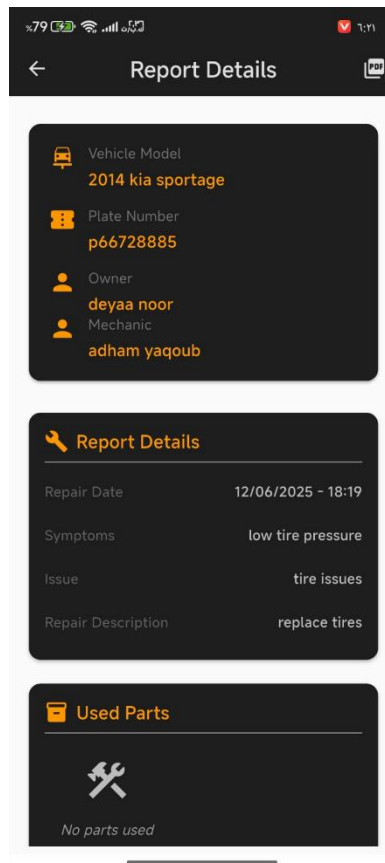 %79
٦:٢١
Report Details
PDF
Vehicle Model
2014 kia sportage
Plate Number
p66728885
Owner
deyaa noor
Mechanic
adham yaqoub
Report Details
Repair Date 12/06/2025 - 18:19
Symptoms low tire pressure
Issue tire issues
Repair Description replace tires
Used Parts
No parts used